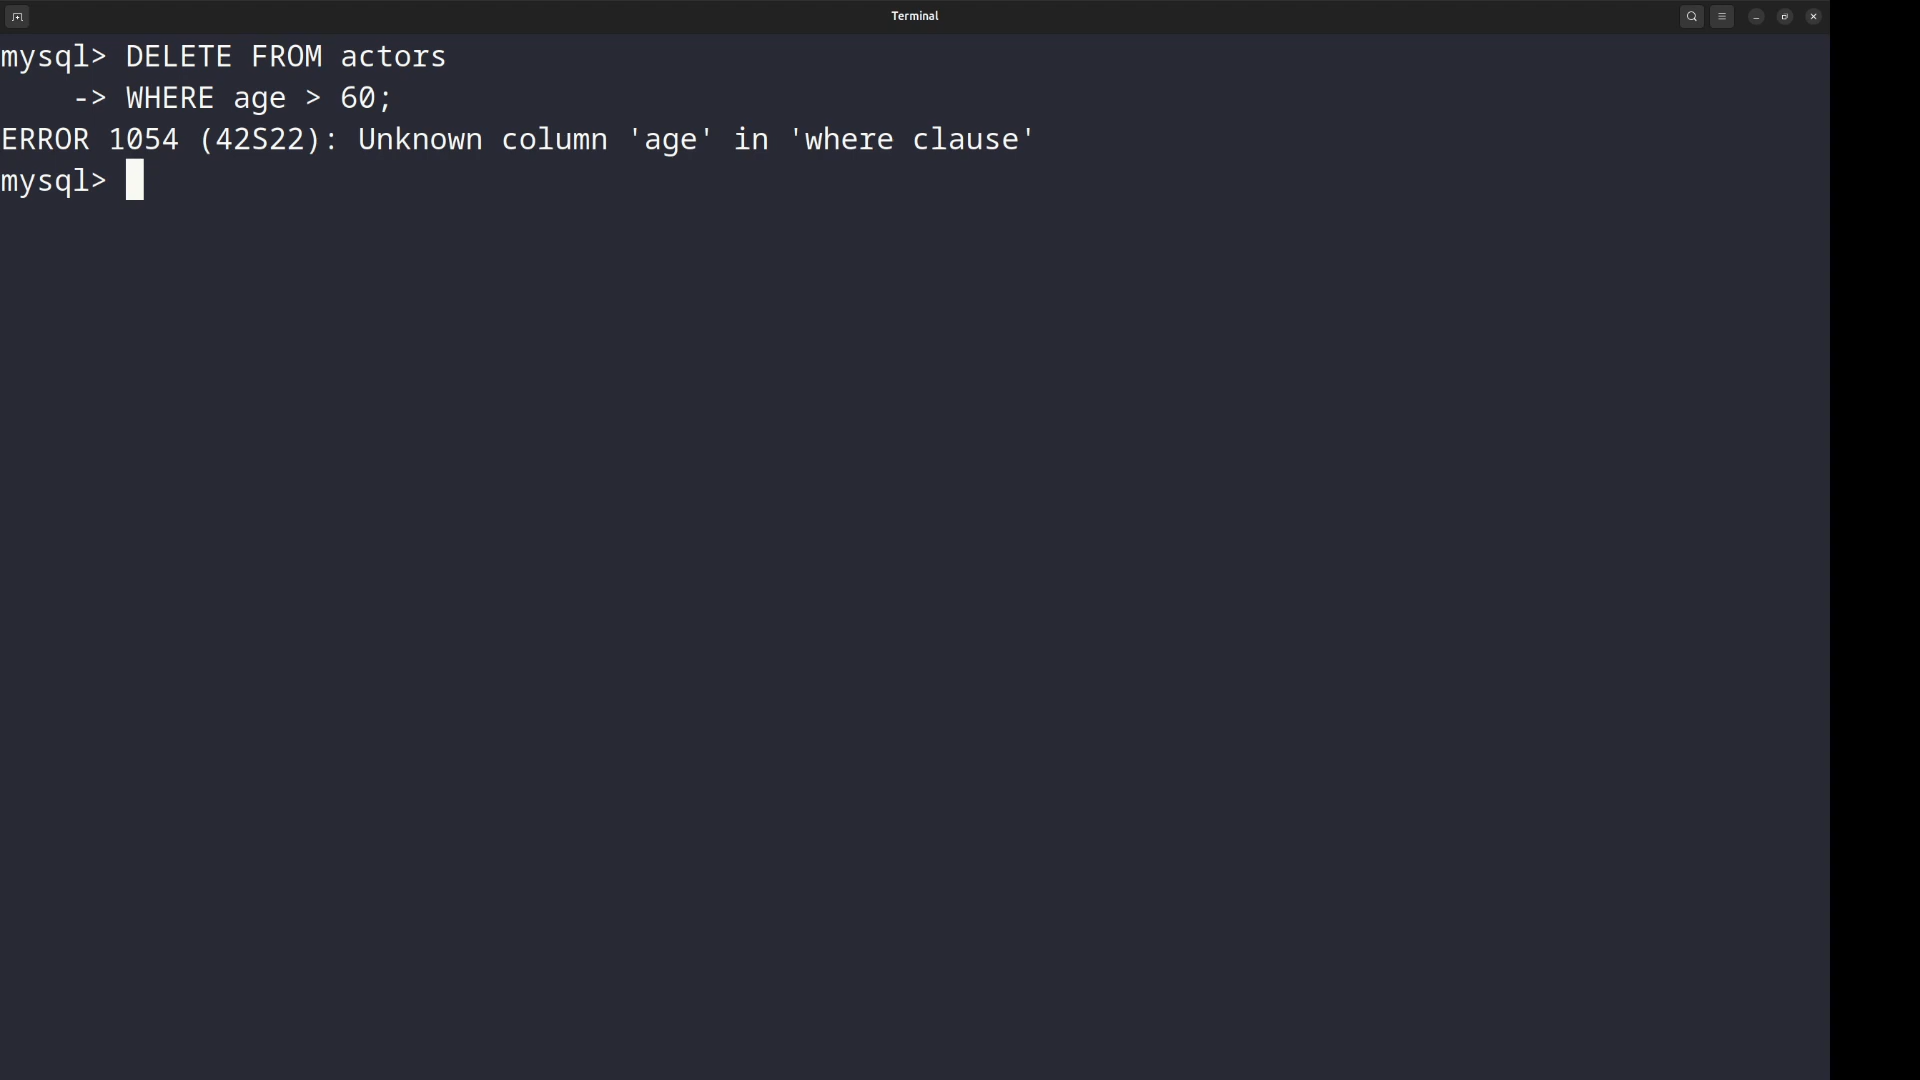 Terminal
mysql> DELETE FROM actors
    -> WHERE age > 60;
ERROR 1054 (42S22): Unknown column 'age' in 'where clause'
mysql>